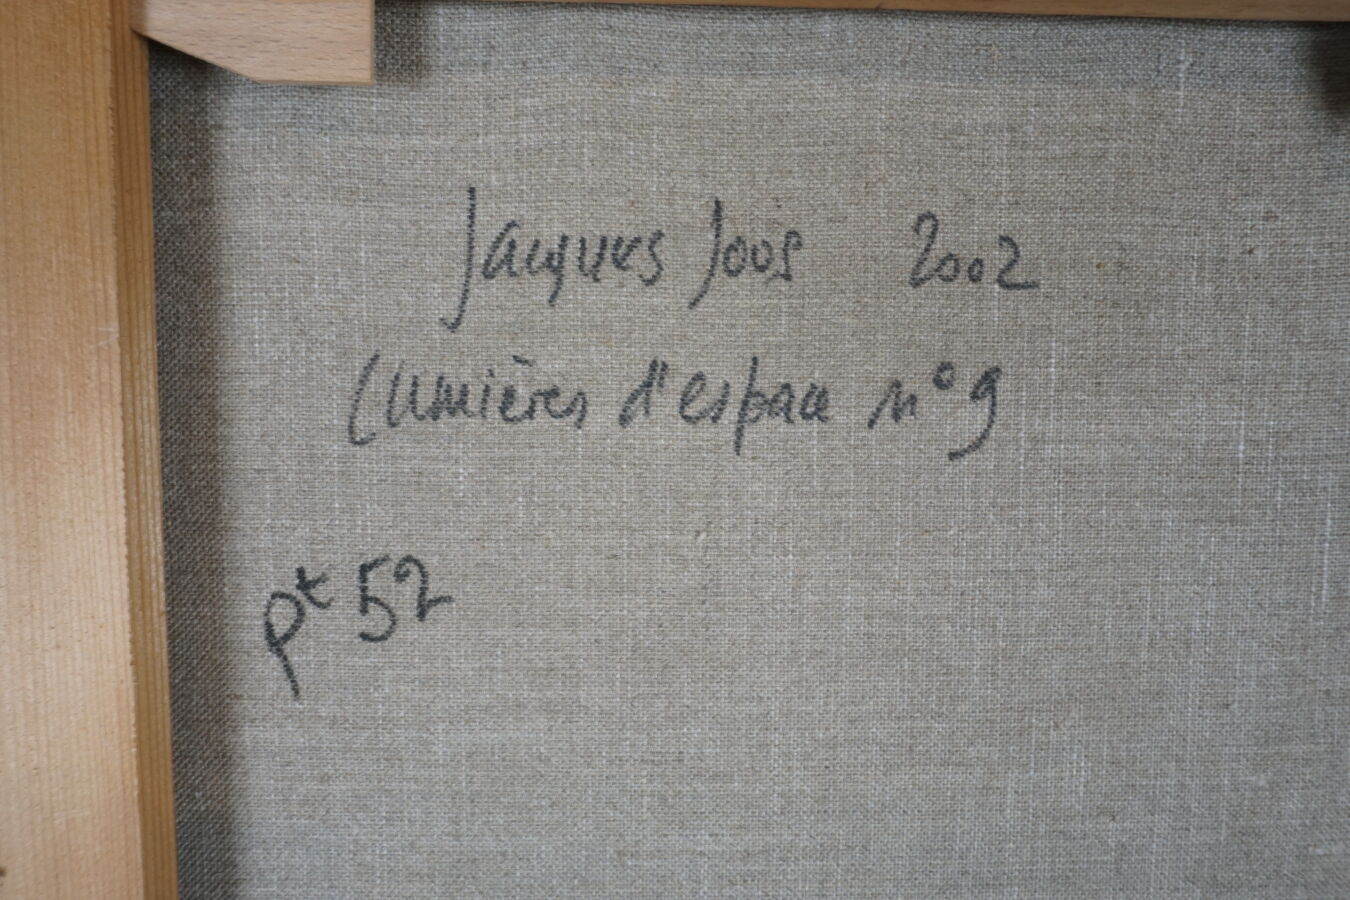 Jacques Joos 2002
Lumières d'espace n° 9
pt 52